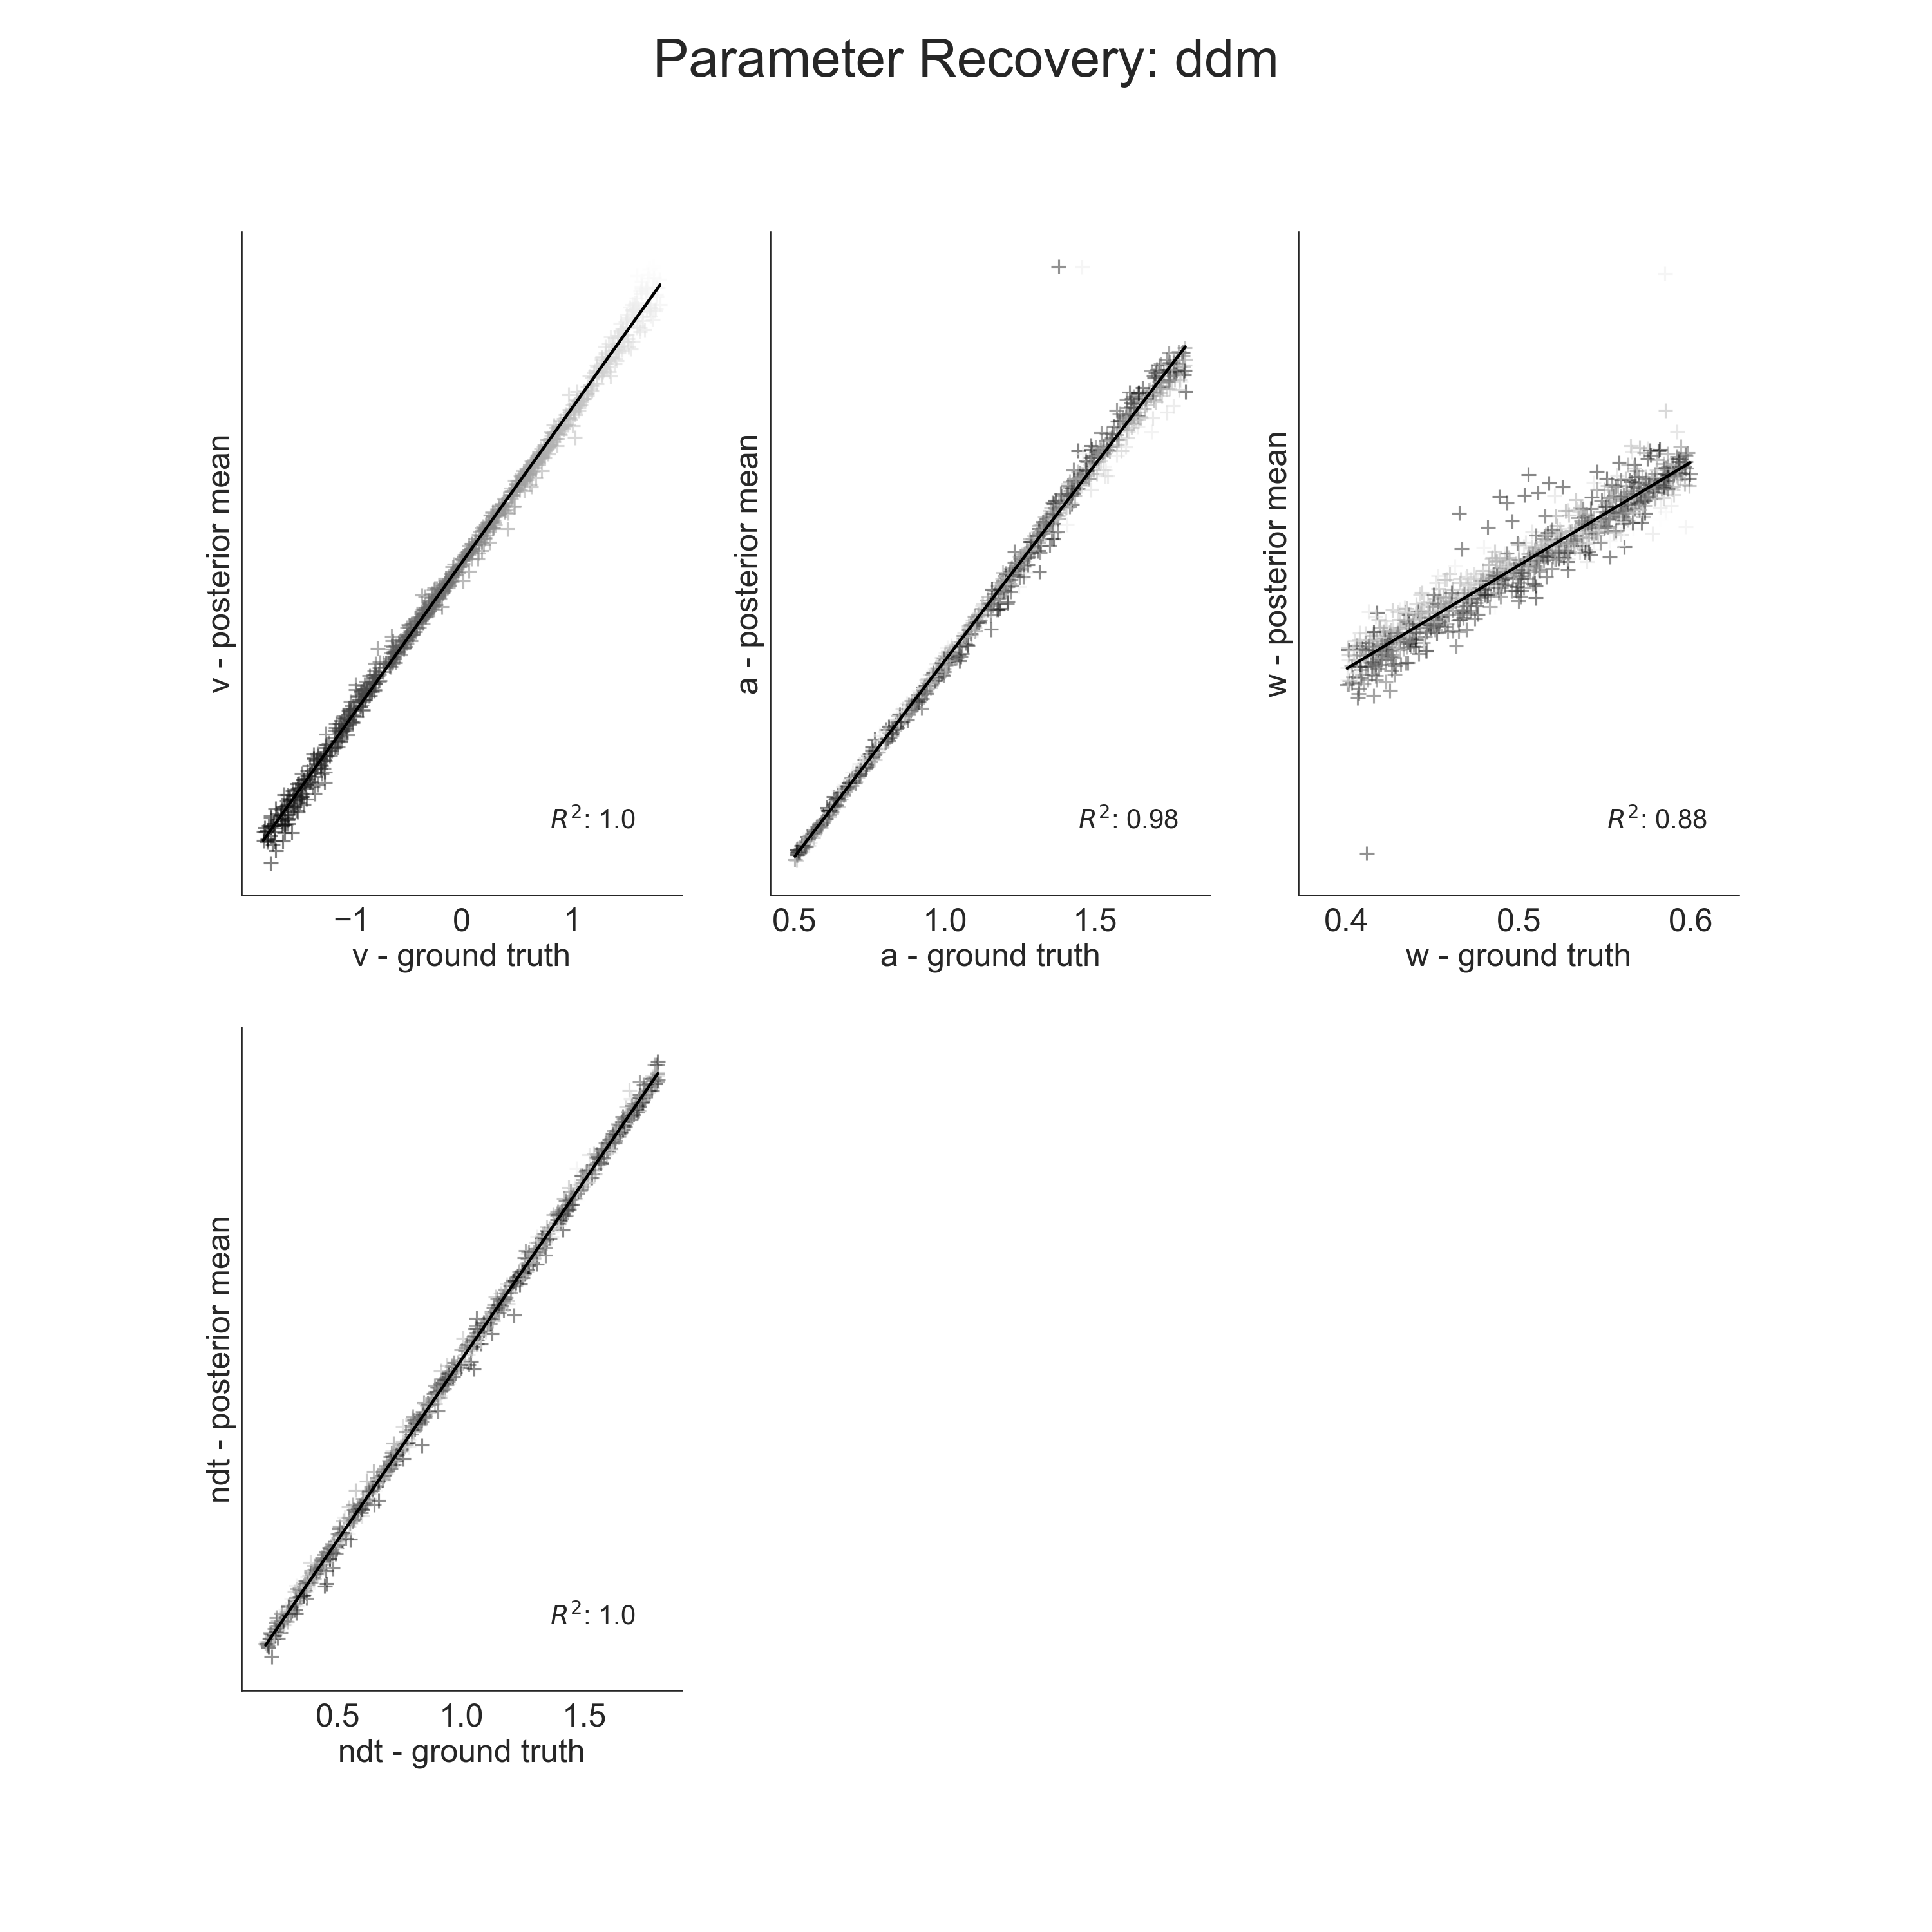 Parameter Recovery: ddm
v - posterior mean
R²: 1.0
−1 0 1
v - ground truth
a - posterior mean
R²: 0.98
0.5 1.0 1.5
a - ground truth
w - posterior mean
R²: 0.88
0.4 0.5 0.6
w - ground truth
ndt - posterior mean
R²: 1.0
0.5 1.0 1.5
ndt - ground truth